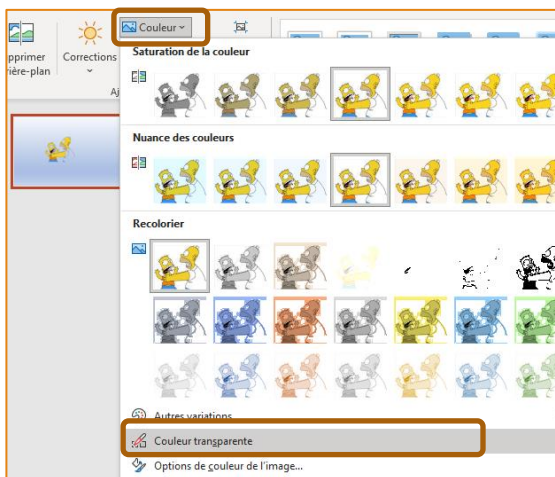 Couleur
pprimer
ière-plan
Corrections
Aj
Saturation de la couleur
Nuance des couleurs
Recolorier
Autres variations
Couleur transparente
Options de couleur de l'image...